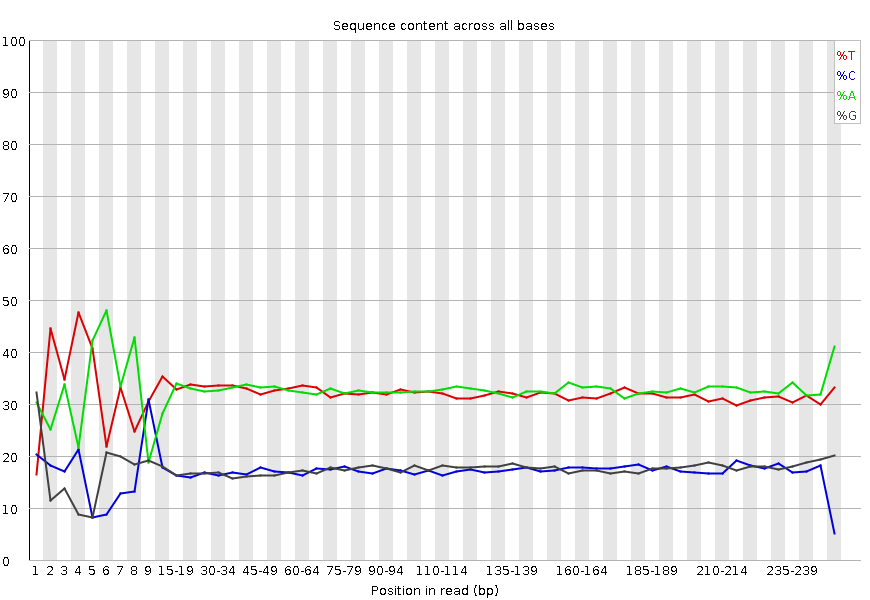 Sequence content across all bases
100
90
80
70
60
50
40
30
20
10
0
%T
%C
%A
%G
1 2 3 4 5 6 7 8 9 15-19 30-34 45-49 60-64 75-79 90-94 110-114 135-139 160-164 185-189 210-214 235-239
Position in read (bp)